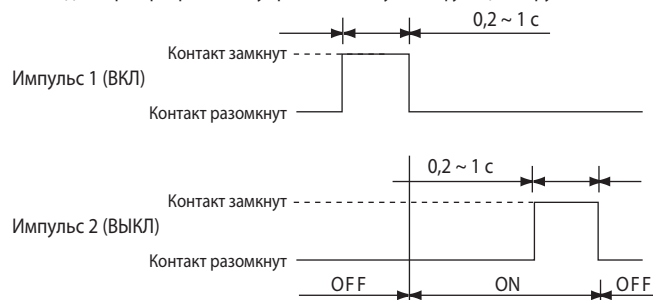 0,2 ~ 1 с
Контакт замкнут
Импульс 1 (ВКЛ)
Контакт разомкнут
0,2 ~ 1 с
Контакт замкнут
Импульс 2 (ВЫКЛ)
Контакт разомкнут
OFF ON OFF